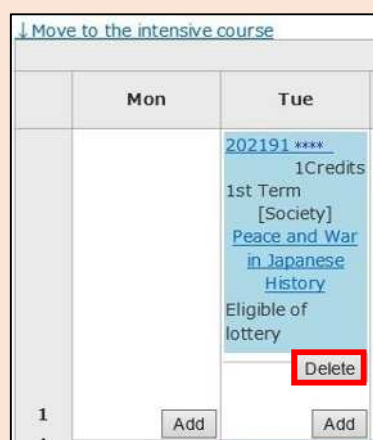 ↓Move to the intensive course
Mon Tue
202191 ****
1Credits
1st Term
[Society]
Peace and War
in Japanese
History
Eligible of
lottery
Delete
1 Add Add